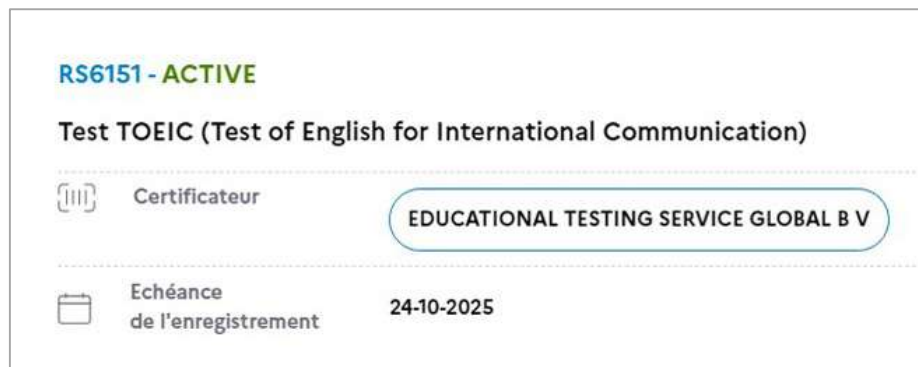 RS6151 - ACTIVE
Test TOEIC (Test of English for International Communication)
Certificateur
EDUCATIONAL TESTING SERVICE GLOBAL B V
Echéance
de l'enregistrement
24-10-2025